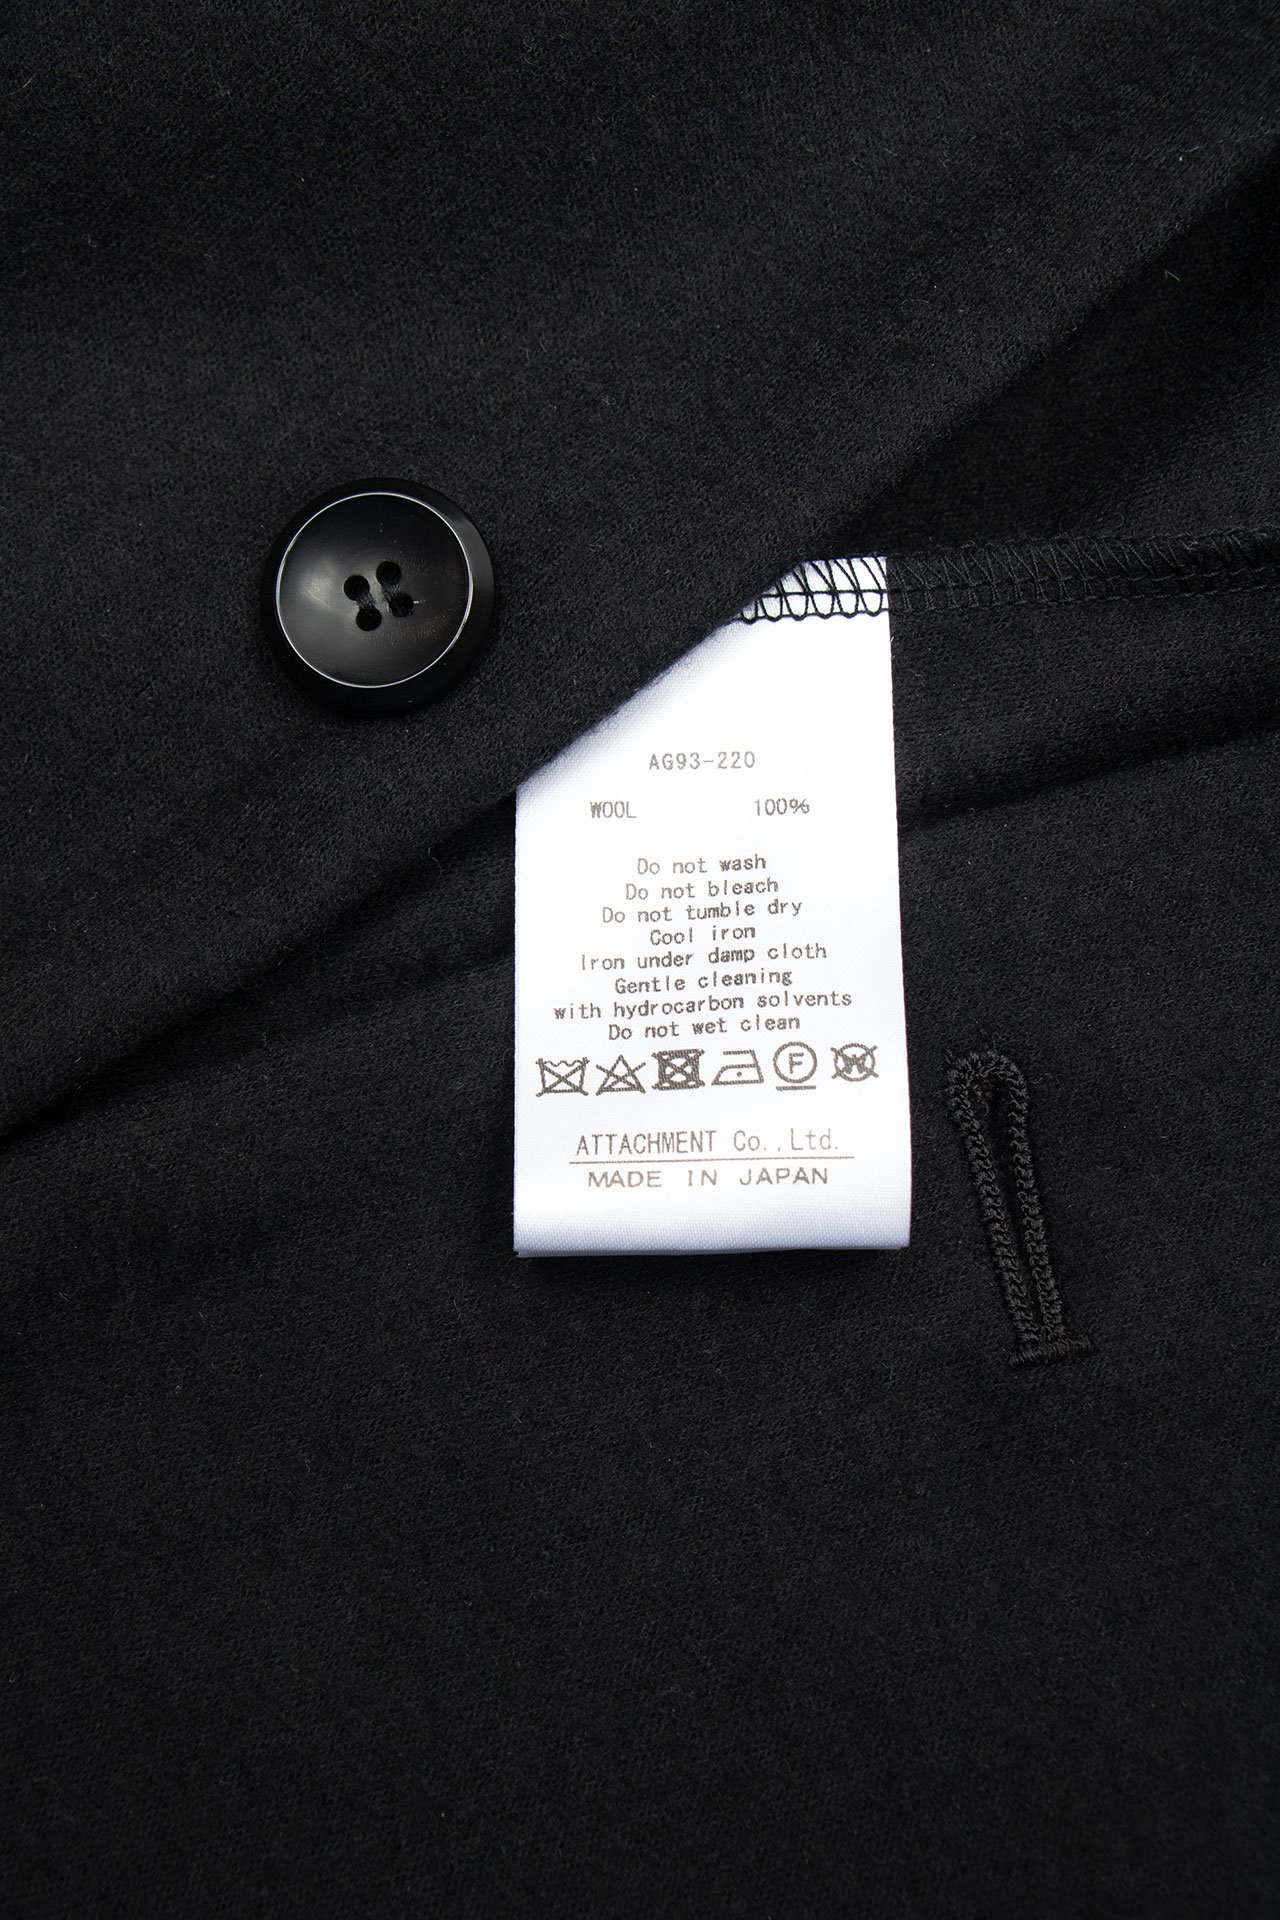 AG93-220
WOOL 100%
Do not wash
Do not bleach
Do not tumble dry
Cool iron
Iron under damp cloth
Gentle cleaning
with hydrocarbon solvents
Do not wet clean
F W
ATTACHMENT Co.,Ltd.
MADE IN JAPAN